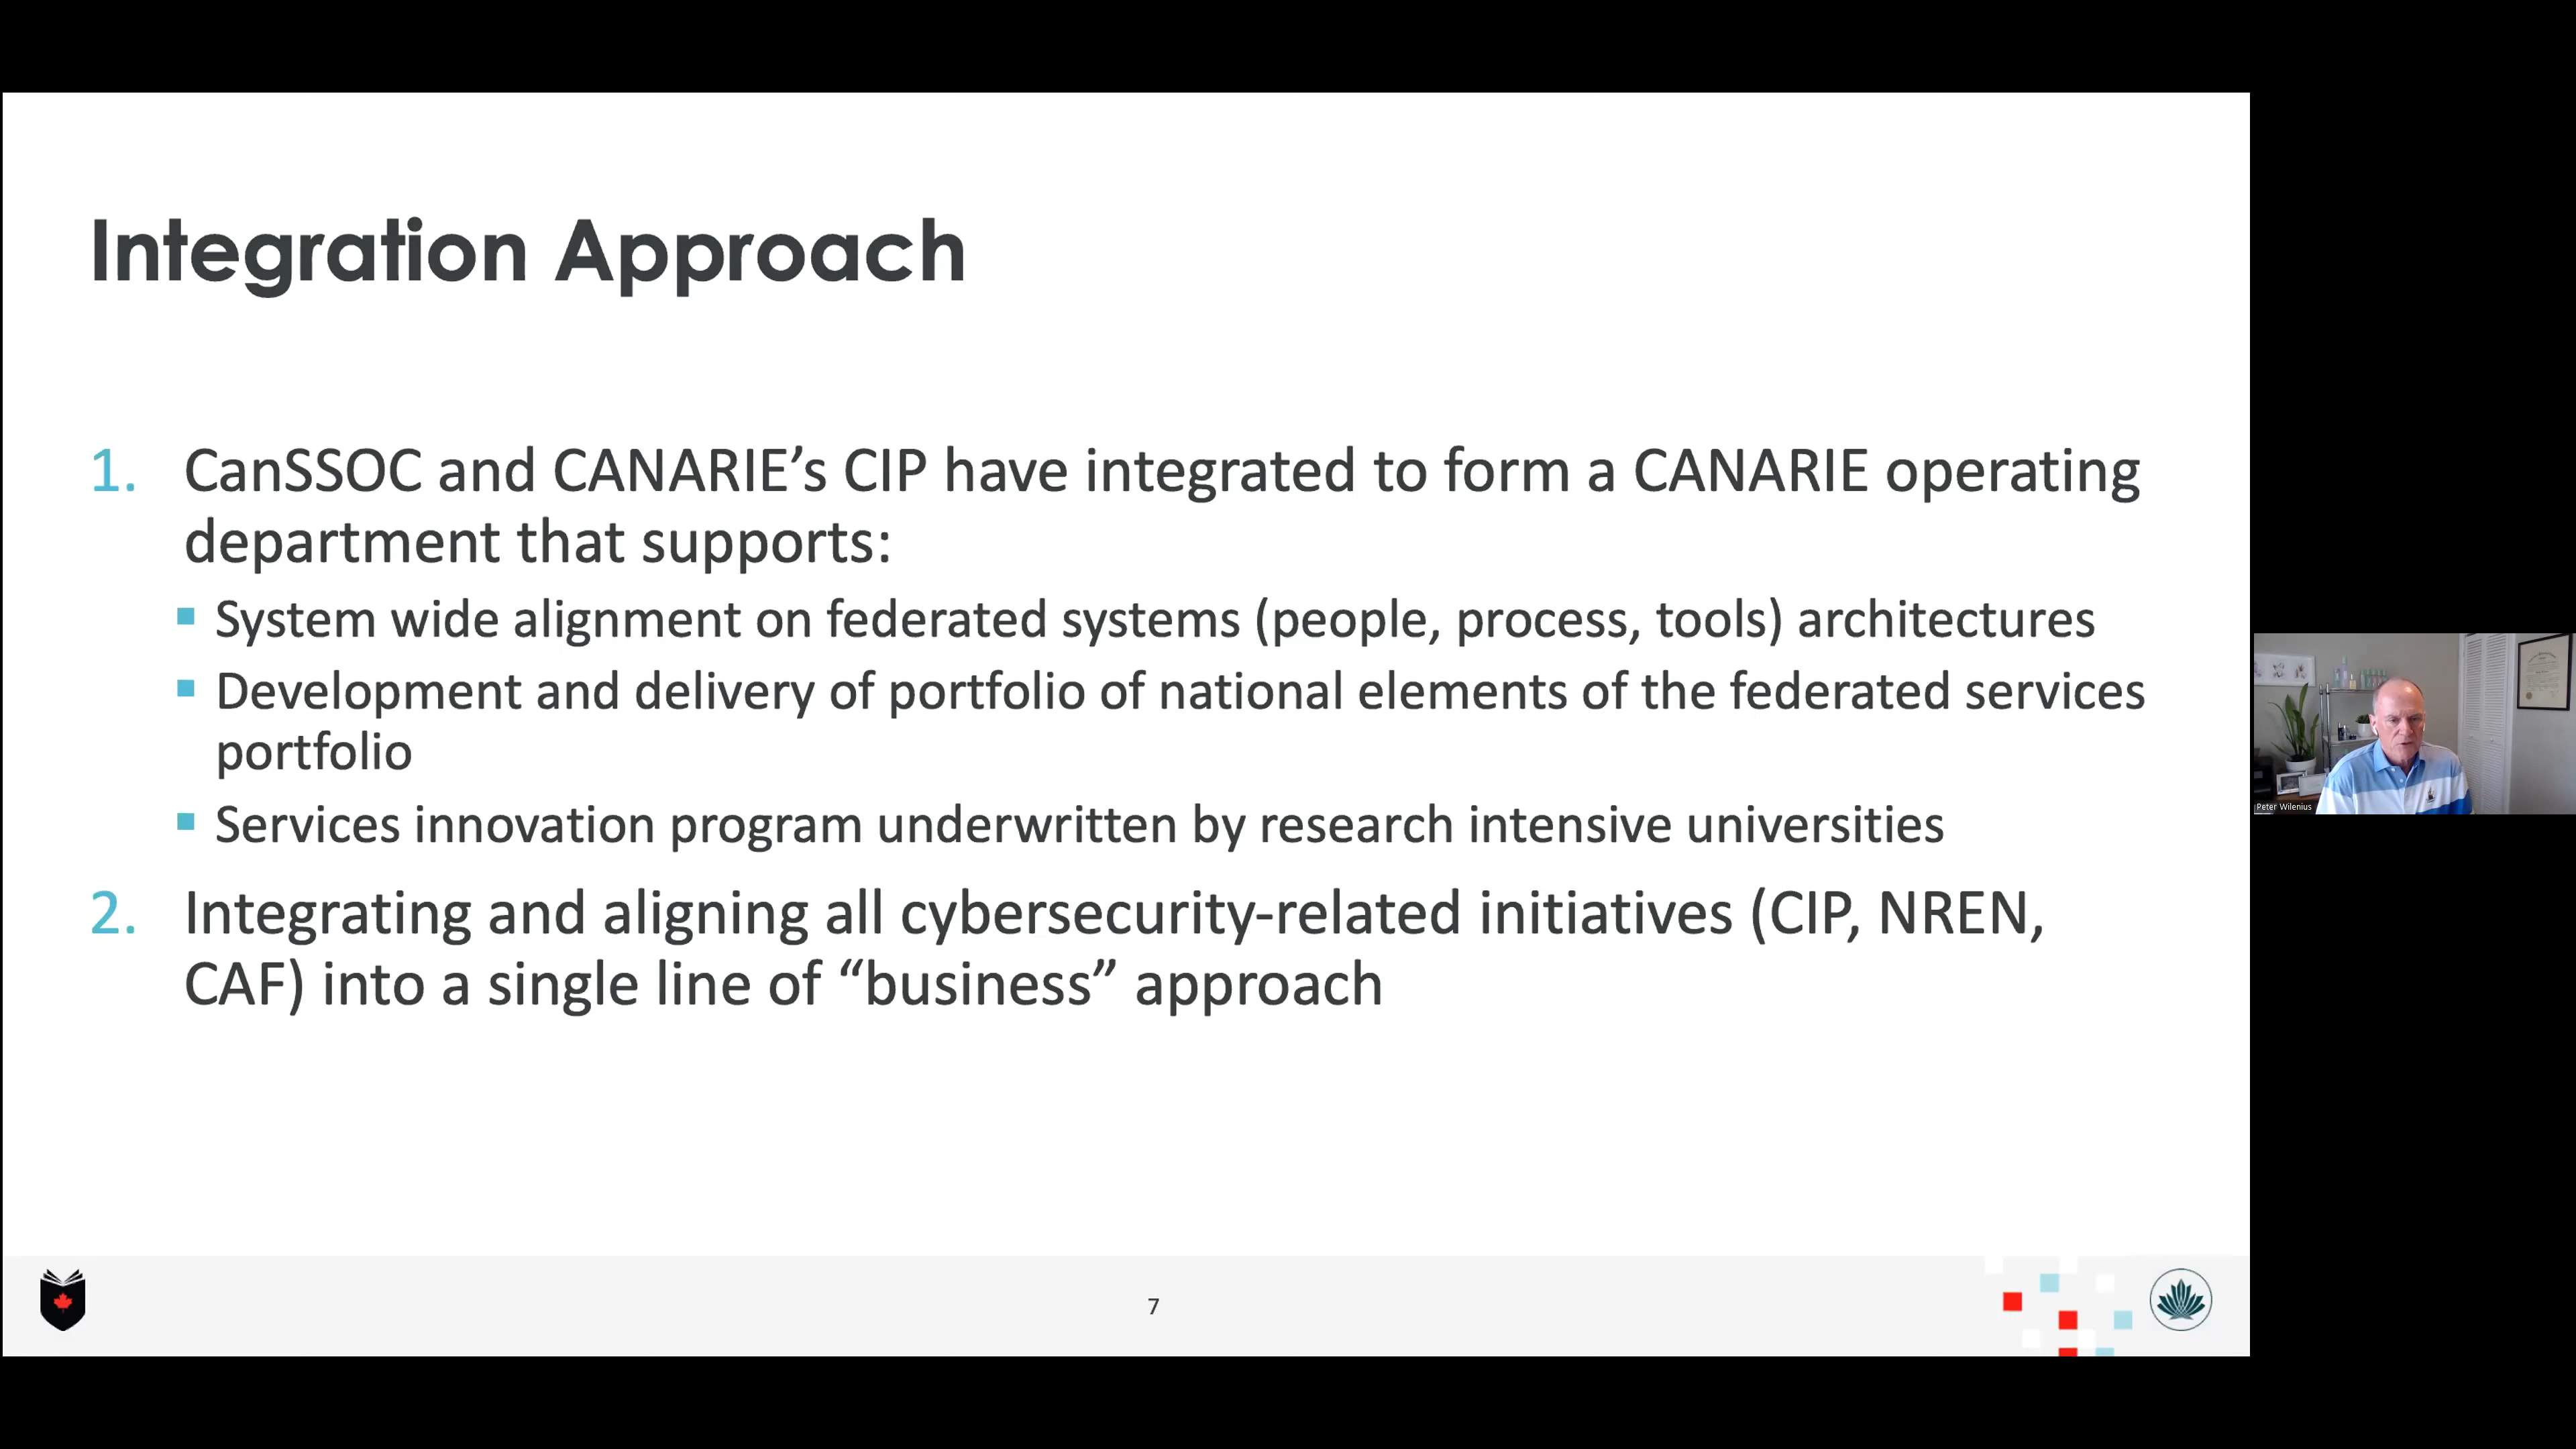 Integration Approach
1. CanSSOC and CANARIE’s CIP have integrated to form a CANARIE operating
department that supports:
▪ System wide alignment on federated systems (people, process, tools) architectures
▪ Development and delivery of portfolio of national elements of the federated services
portfolio
▪ Services innovation program underwritten by research intensive universities
2. Integrating and aligning all cybersecurity-related initiatives (CIP, NREN,
CAF) into a single line of “business” approach
Peter Wilenius
7